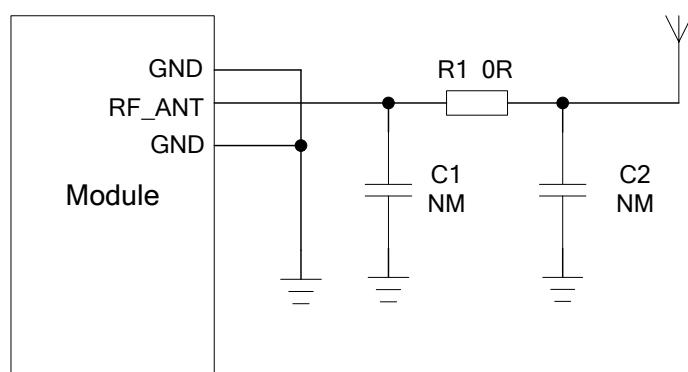 GND
RF_ANT
GND
Module
R1 0R
C1
NM
C2
NM